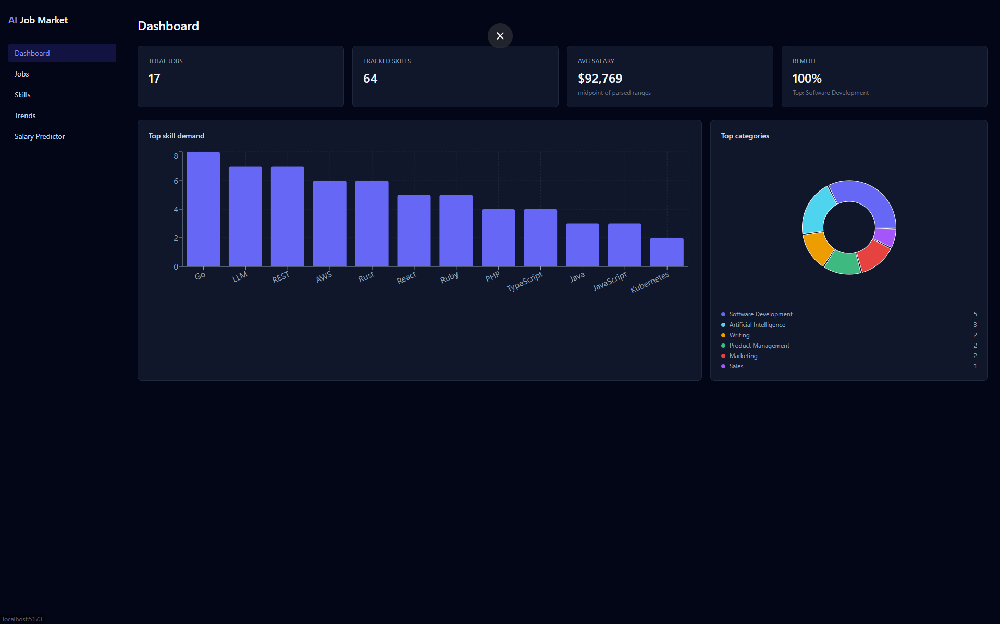 AI Job Market
Dashboard
Jobs
Skills
Trends
Salary Predictor
Dashboard
TOTAL JOBS
17
TRACKED SKILLS
64
AVG SALARY
$92,769
midpoint of parsed ranges
REMOTE
100%
Top: Software Development
Top skill demand
8
6
4
2
0
Go
LLM
REST
AWS
Rust
React
Ruby
PHP
TypeScript
Java
JavaScript
Kubernetes
Top categories
Software Development 5
Artificial Intelligence 3
Writing 2
Product Management 2
Marketing 2
Sales 1
localhost:5173